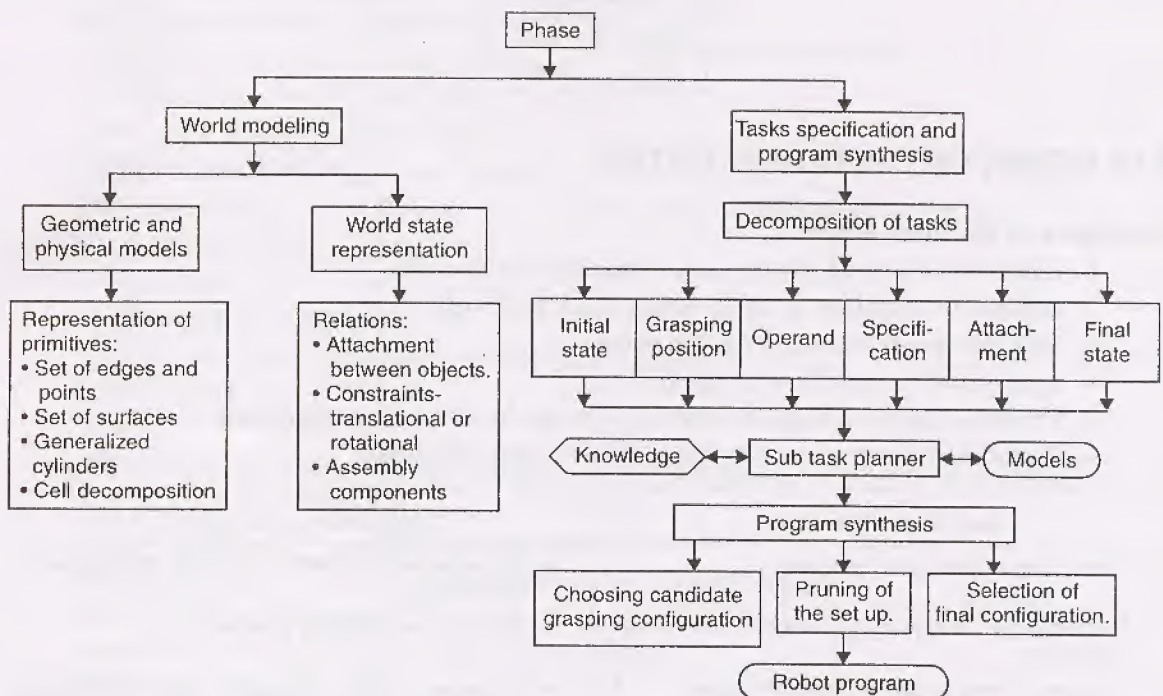 Phase
World modeling
Tasks specification and
program synthesis
Geometric and
physical models
World state
representation
Decomposition of tasks
Representation of
primitives:
• Set of edges and
points
• Set of surfaces
• Generalized
cylinders
• Cell decomposition
Relations:
• Attachment
between objects.
• Constraints-
translational or
rotational
• Assembly
components
Initial
state
Grasping
position
Operand
Specifi-
cation
Attach-
ment
Final
state
Knowledge
Sub task planner
Models
Program synthesis
Choosing candidate
grasping configuration
Pruning of
the set up.
Selection of
final configuration.
Robot program